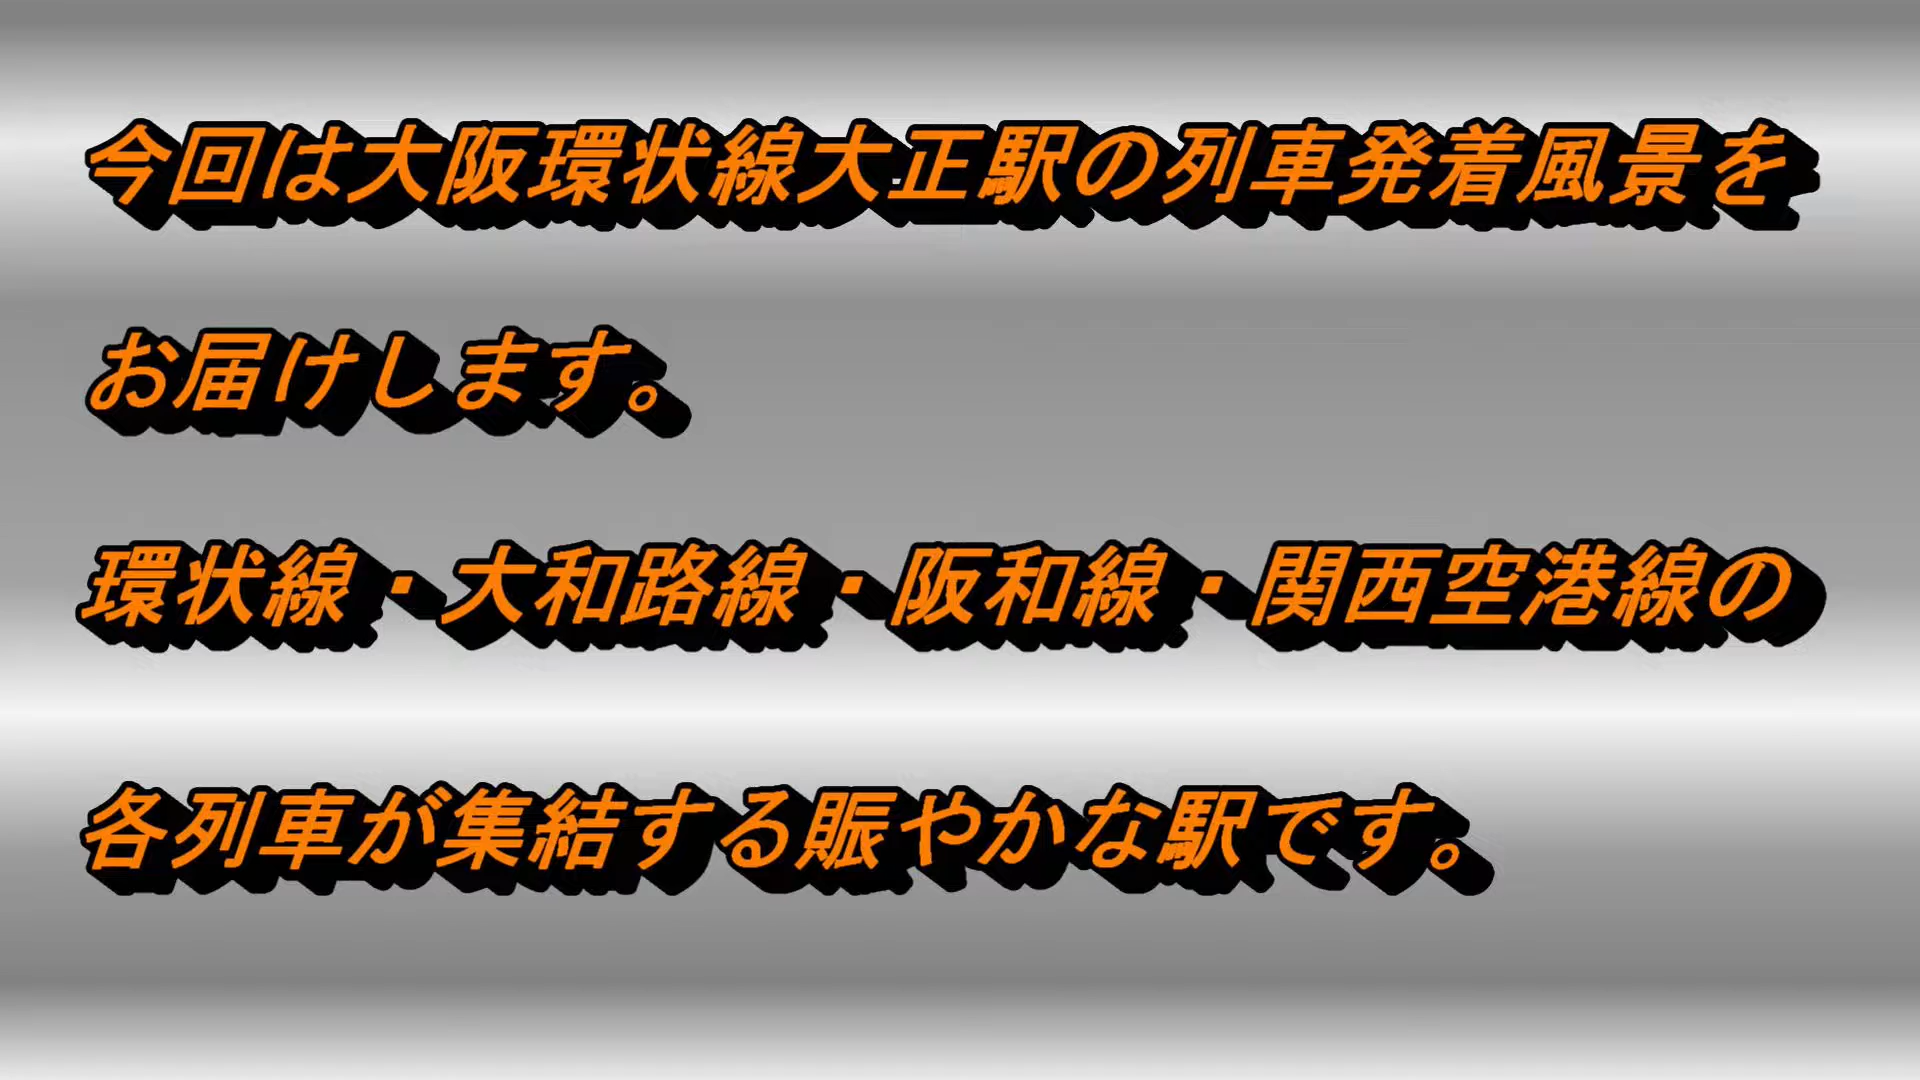 今回は大阪環状線大正駅の列車発着風景を
お届けします。
環状線・大和路線・阪和線・関西空港線の
各列車が集結する賑やかな駅です。